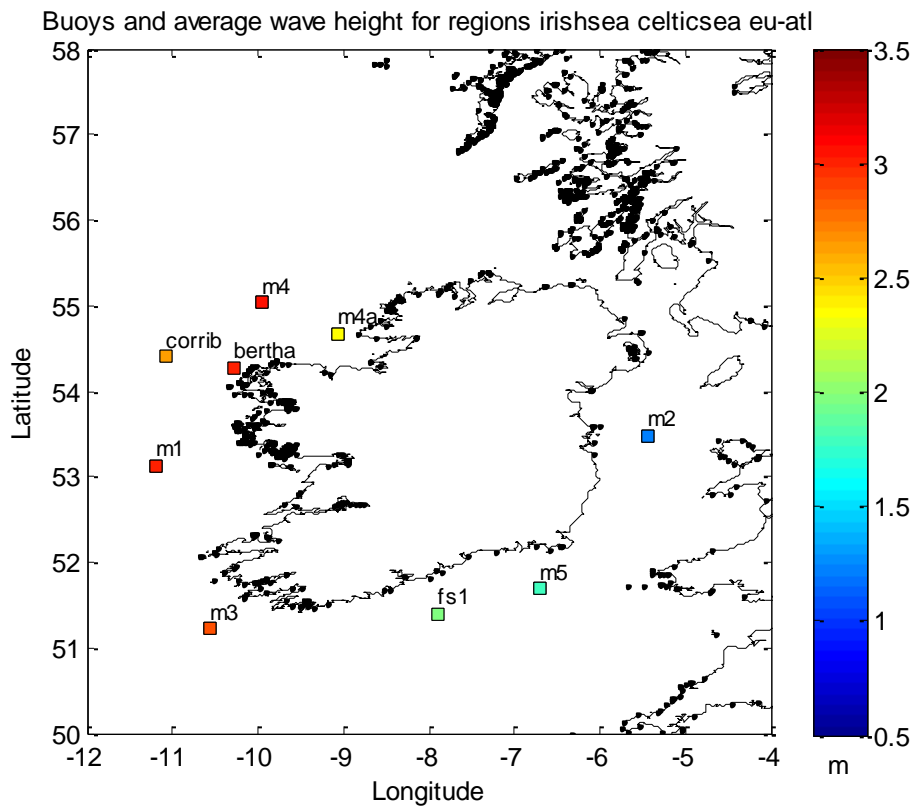 Buoys and average wave height for regions irishsea celticsea eu-atl
58
57
56
55
54
53
52
51
50
Latitude
-12
-11
-10
-9
-8
-7
-6
-5
-4
Longitude
m4
m4a
corrib
bertha
m2
m1
m5
fs1
m3
3.5
3
2.5
2
1.5
1
0.5
m